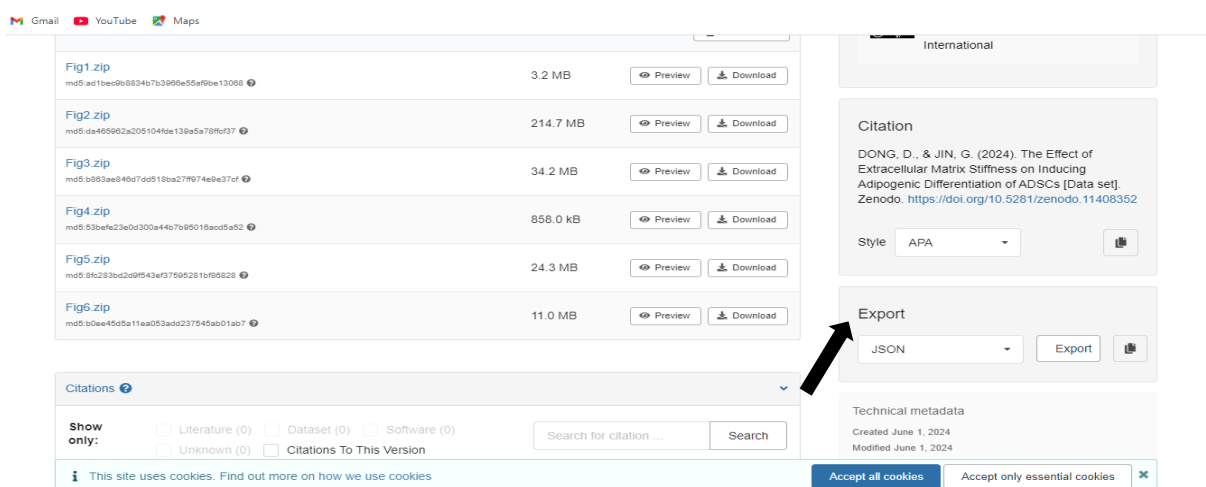 Gmail YouTube Maps
Fig1.zip
md5:ad1bec9b8834b7b3966e55af9be13068
3.2 MB Preview Download
Fig2.zip
md5:da465962a205104fde139a5a78ffcf37
214.7 MB Preview Download
Fig3.zip
md5:b863ae846d7dd518ba27ff974e9e37cf
34.2 MB Preview Download
Fig4.zip
md5:53befe23e0d300a44b7b95016acd5a52
858.0 kB Preview Download
Fig5.zip
md5:8fc283bd2d9f543ef37595281bf86828
24.3 MB Preview Download
Fig6.zip
md5:b0ee45d5a11ea053add237545ab01ab7
11.0 MB Preview Download
Citations
Show only:
Literature (0) Dataset (0) Software (0)
Unknown (0) Citations To This Version
Search for citation ... Search
International
Citation
DONG, D., & JIN, G. (2024). The Effect of
Extracellular Matrix Stiffness on Inducing
Adipogenic Differentiation of ADSCs [Data set].
Zenodo. https://doi.org/10.5281/zenodo.11408352
Style APA
Export
JSON Export
Technical metadata
Created June 1, 2024
Modified June 1, 2024
This site uses cookies. Find out more on how we use cookies
Accept all cookies Accept only essential cookies